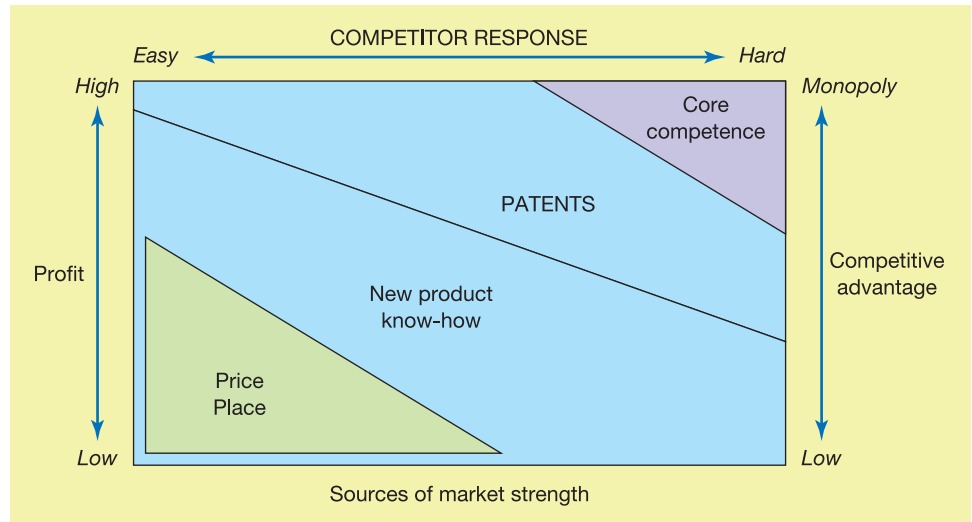 COMPETITOR RESPONSE
Easy
Hard
High
Monopoly
Core
competence
PATENTS
Profit
Competitive
advantage
New product
know-how
Price
Place
Low
Low
Sources of market strength